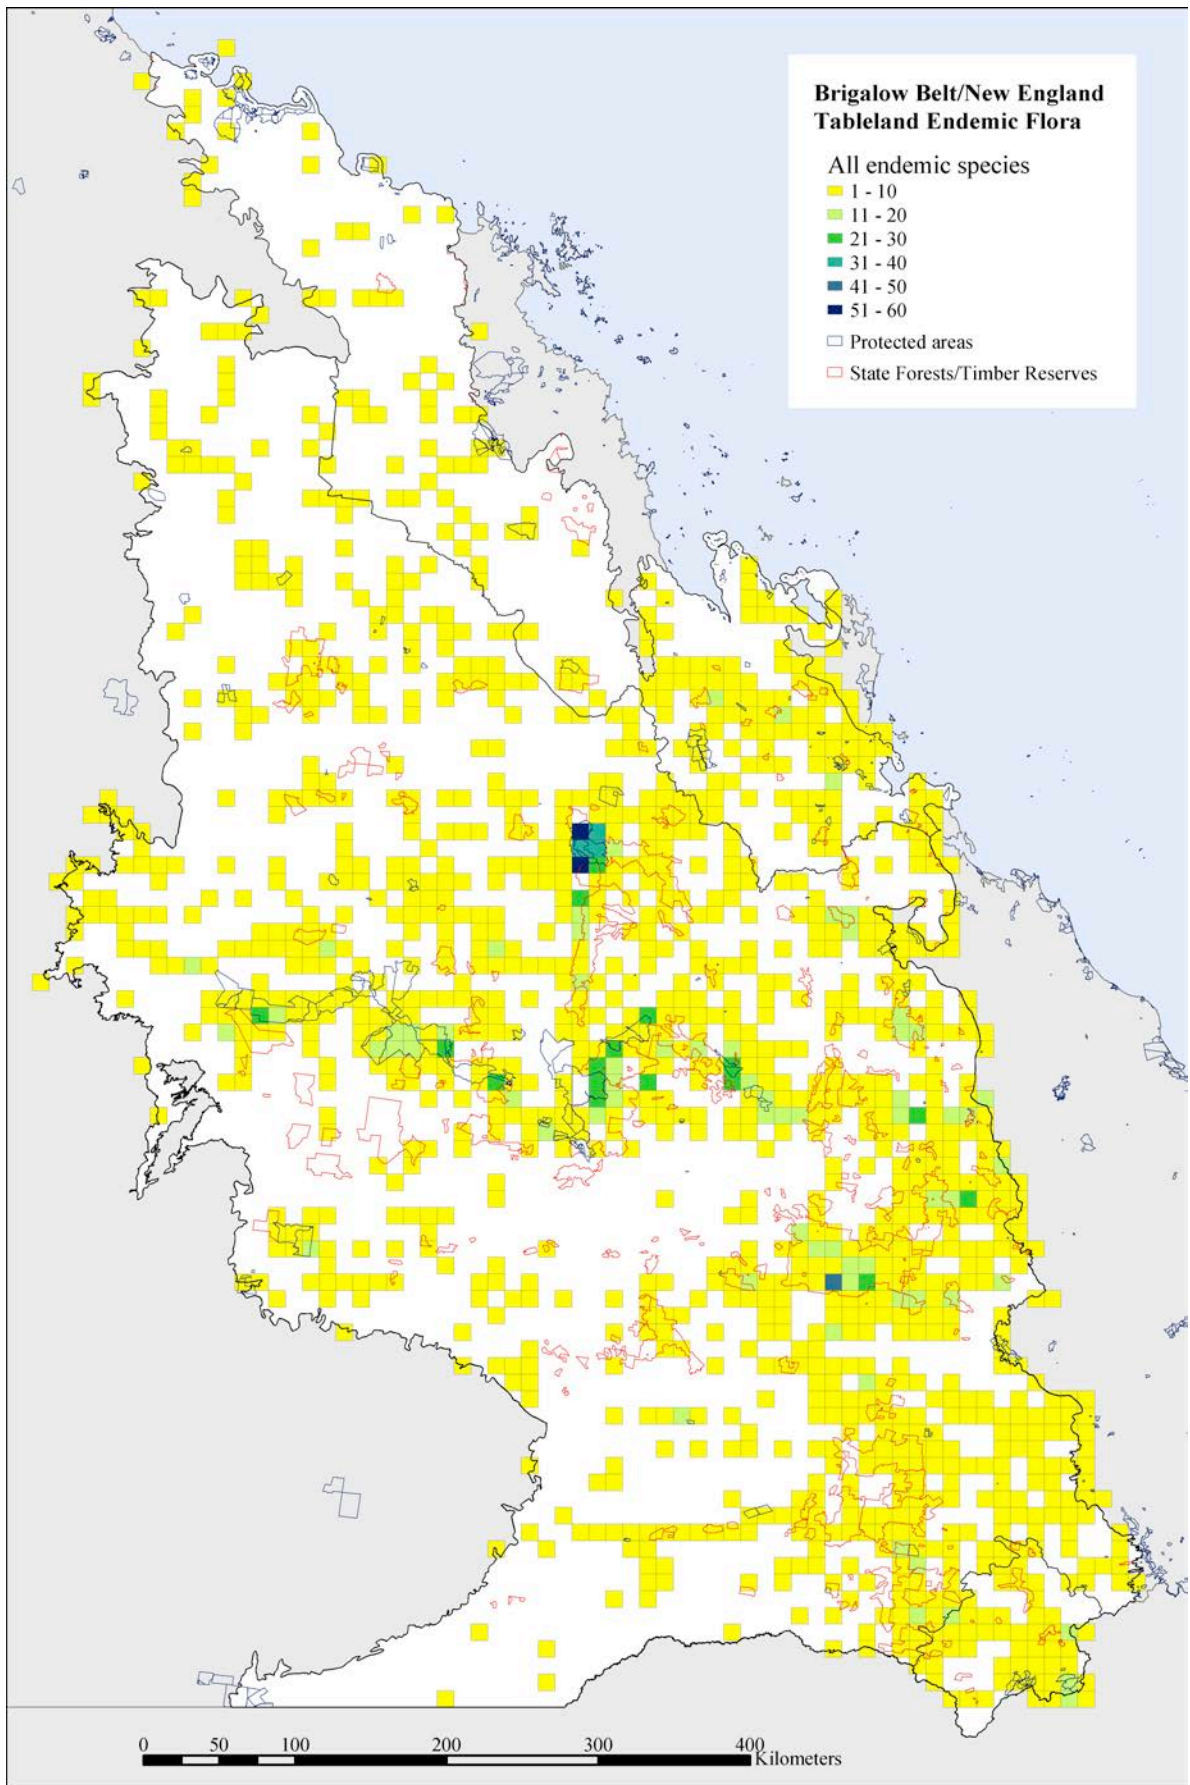 Brigalow Belt/New England
Tableland Endemic Flora
All endemic species
1 - 10
11 - 20
21 - 30
31 - 40
41 - 50
51 - 60
Protected areas
State Forests/Timber Reserves
0 50 100 200 300 400
Kilometers